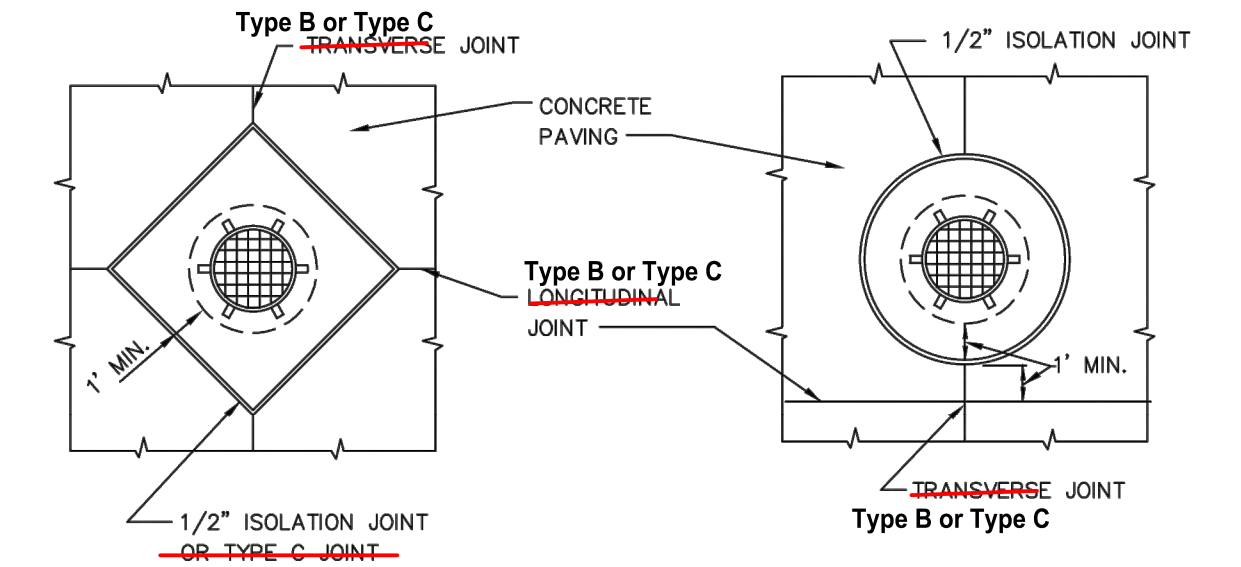 Type B or Type C
TRANSVERSE JOINT
1/2" ISOLATION JOINT
CONCRETE
PAVING
Type B or Type C
LONGITUDINAL
JOINT
1' MIN.
1' MIN.
TRANSVERSE JOINT
Type B or Type C
1/2" ISOLATION JOINT
OR TYPE C JOINT